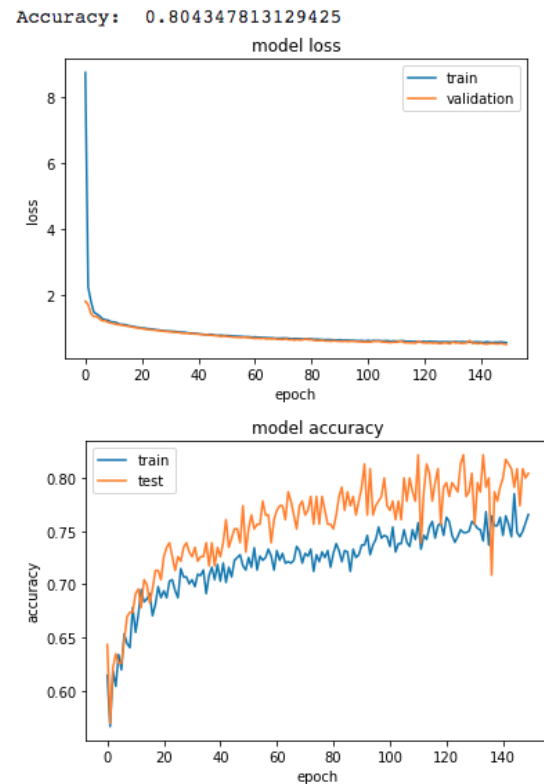 Accuracy:  0.804347813129425
model loss
train
validation
8
6
4
2
loss
0 20 40 60 80 100 120 140
epoch
model accuracy
train
test
0.80
0.75
0.70
0.65
0.60
accuracy
0 20 40 60 80 100 120 140
epoch